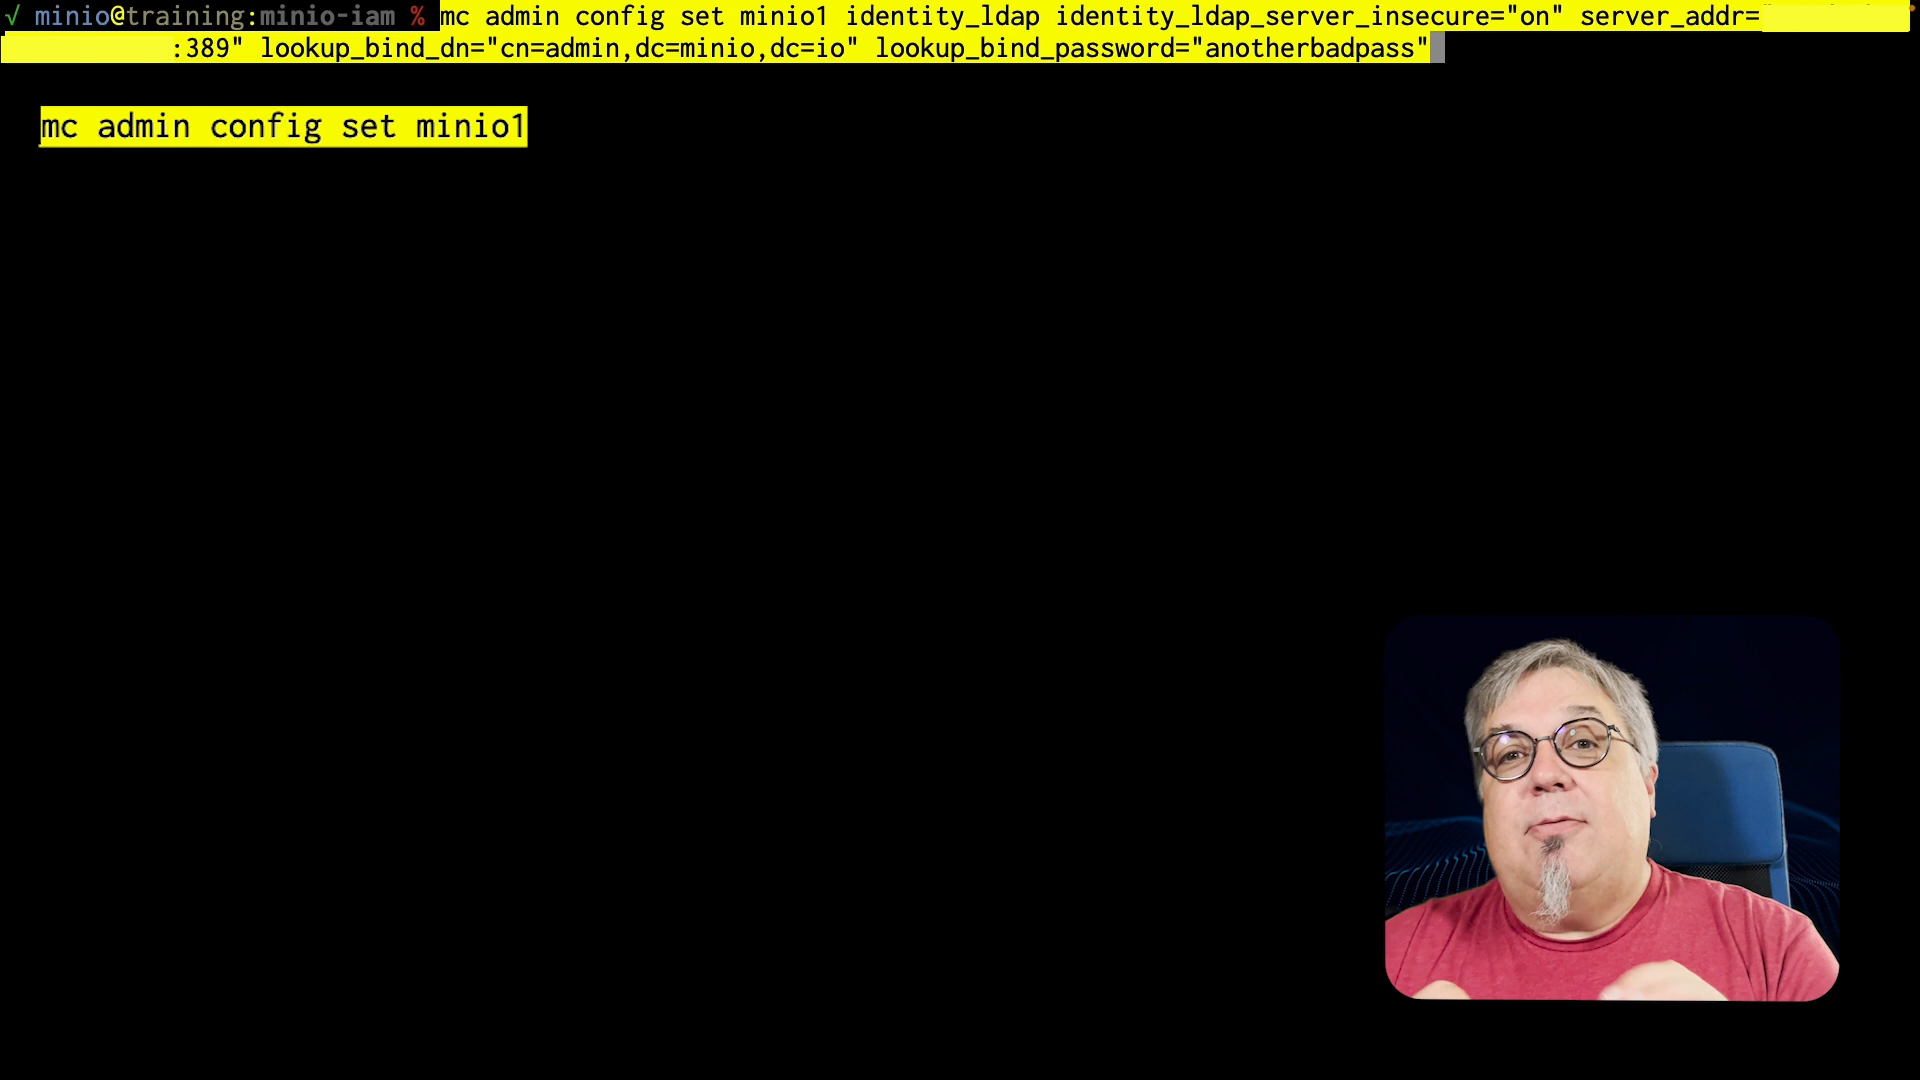 √ minio@training:minio-iam % mc admin config set minio1 identity_ldap identity_ldap_server_insecure="on" server_addr="
:389" lookup_bind_dn="cn=admin,dc=minio,dc=io" lookup_bind_password="anotherbadpass"
mc admin config set minio1